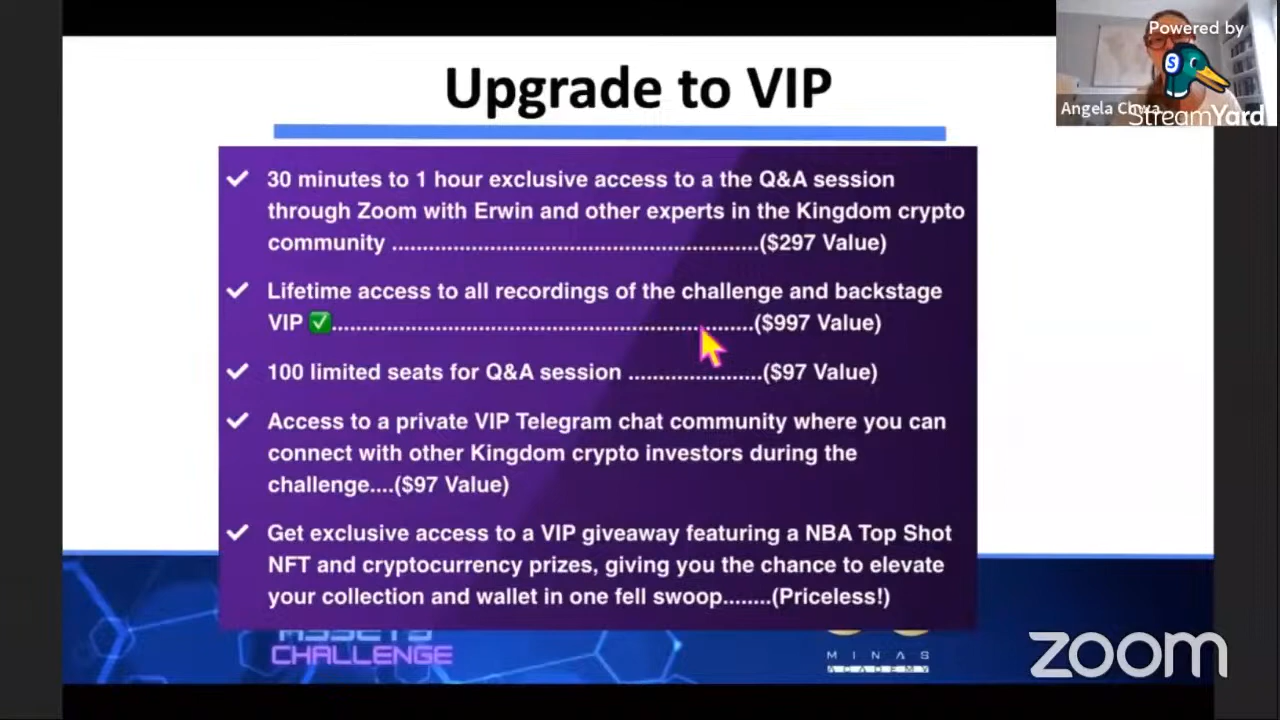 Upgrade to VIP
Powered by
S
Angela
StreamYard
30 minutes to 1 hour exclusive access to a the Q&A session
through Zoom with Erwin and other experts in the Kingdom crypto
community .............................................................($297 Value)
Lifetime access to all recordings of the challenge and backstage
VIP ✅......................................................................($997 Value)
100 limited seats for Q&A session ......................($97 Value)
Access to a private VIP Telegram chat community where you can
connect with other Kingdom crypto investors during the
challenge....($97 Value)
Get exclusive access to a VIP giveaway featuring a NBA Top Shot
NFT and cryptocurrency prizes, giving you the chance to elevate
your collection and wallet in one fell swoop........(Priceless!)
ASSETS
CHALLENGE
MINAS
ACADEMY
zoom